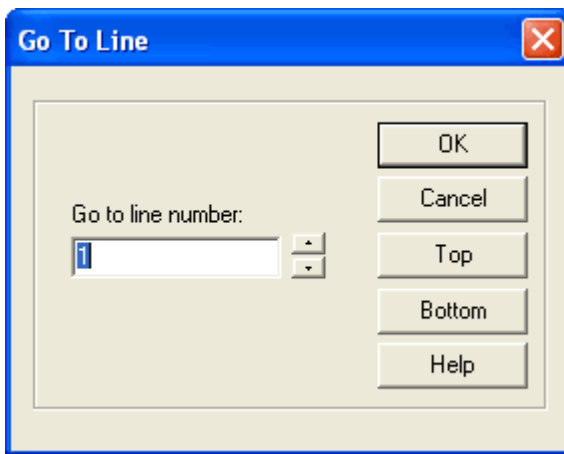 Go To Line
Go to line number:
1
OK
Cancel
Top
Bottom
Help